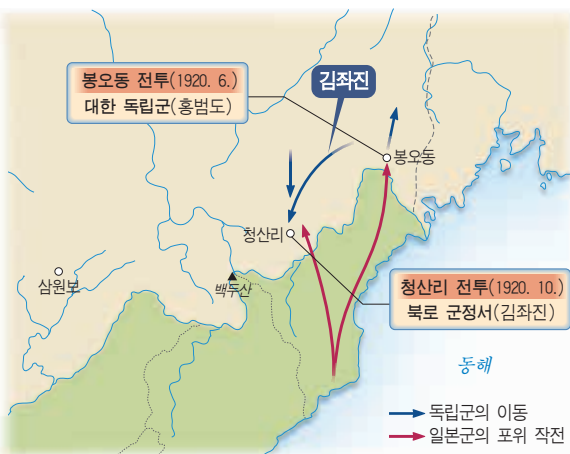 봉오동 전투(1920. 6.)
대한 독립군(홍범도)
김좌진
봉오동
청산리
삼원보
백두산
청산리 전투(1920. 10.)
북로 군정서(김좌진)
동해
독립군의 이동
일본군의 포위 작전